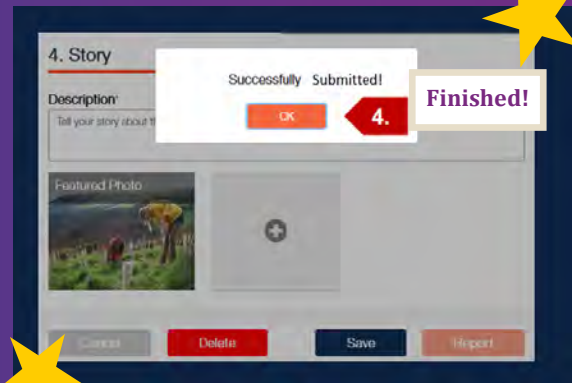 4. Story
Successfully Submitted!
Description
Tell your story about th
OK
4.
Finished!
Featured Photo
Cancel
Delete
Save
Report